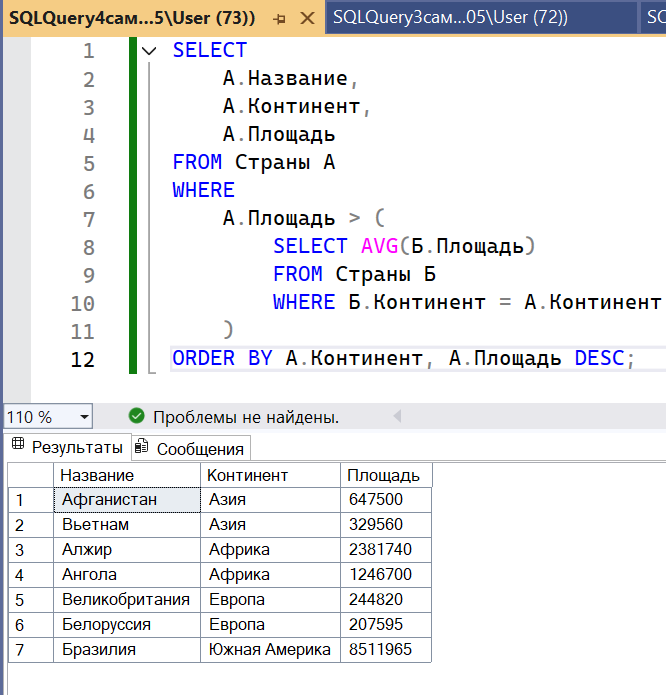 SQLQuery4сам...5\User (73)) SQLQuery3сам...05\User (72)) SQ
1 SELECT
2 А.Название,
3 А.Континент,
4 А.Площадь
5 FROM Страны А
6 WHERE
7 А.Площадь > (
8 SELECT AVG(Б.Площадь)
9 FROM Страны Б
10 WHERE Б.Континент = А.Континент
11 )
12 ORDER BY А.Континент, А.Площадь DESC;
110 % Проблемы не найдены.
Результаты Сообщения
Название Континент Площадь
1 Афганистан Азия 647500
2 Вьетнам Азия 329560
3 Алжир Африка 2381740
4 Ангола Африка 1246700
5 Великобритания Европа 244820
6 Белоруссия Европа 207595
7 Бразилия Южная Америка 8511965